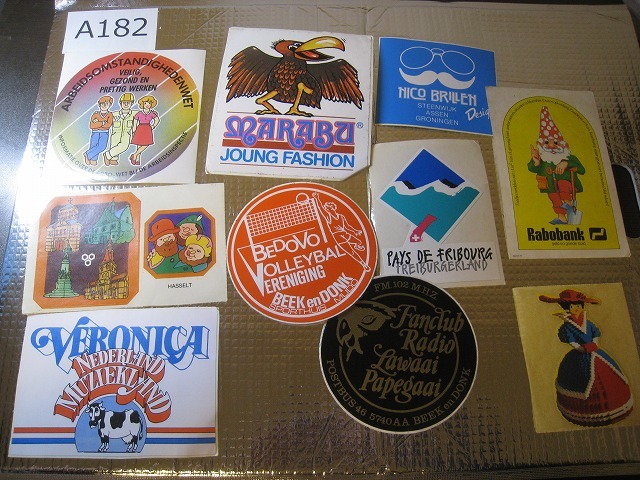 A182
ARBEIDSOMSTANDIGHEDENWET
VEILIG,
GEZOND EN
PRETTIG WERKEN
MARABU®
JOUNG FASHION
NICO BRILLEN
Design
STEENWIJK
ASSEN
GRONINGEN
Rabobank
PAYS DE FRIBOURG
FREIBURGERLAND
HASSELT
BEDOVO
VOLLEYBAL
VERENIGING
BEEK en DONK
FM 102 MHZ
Fanclub
Radio
Lawaai
Papegaai
POSTBUS 46 5740 AA BEEK en DONK
VERONICA
NEDERLAND
MUZIEKLAND